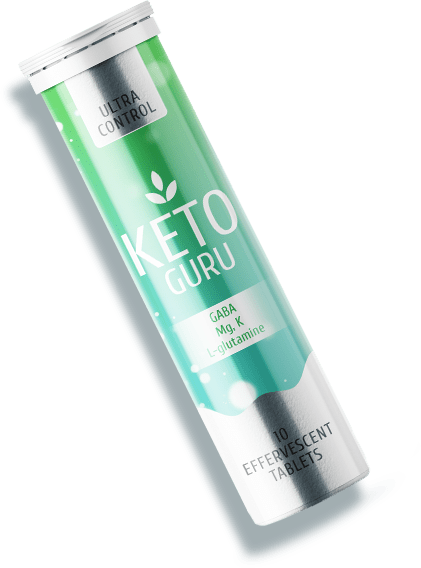 ULTRA
CONTROL
KETO
GURU
GABA
Mg, K
L-glutamine
10
EFFERVESCENT
TABLETS